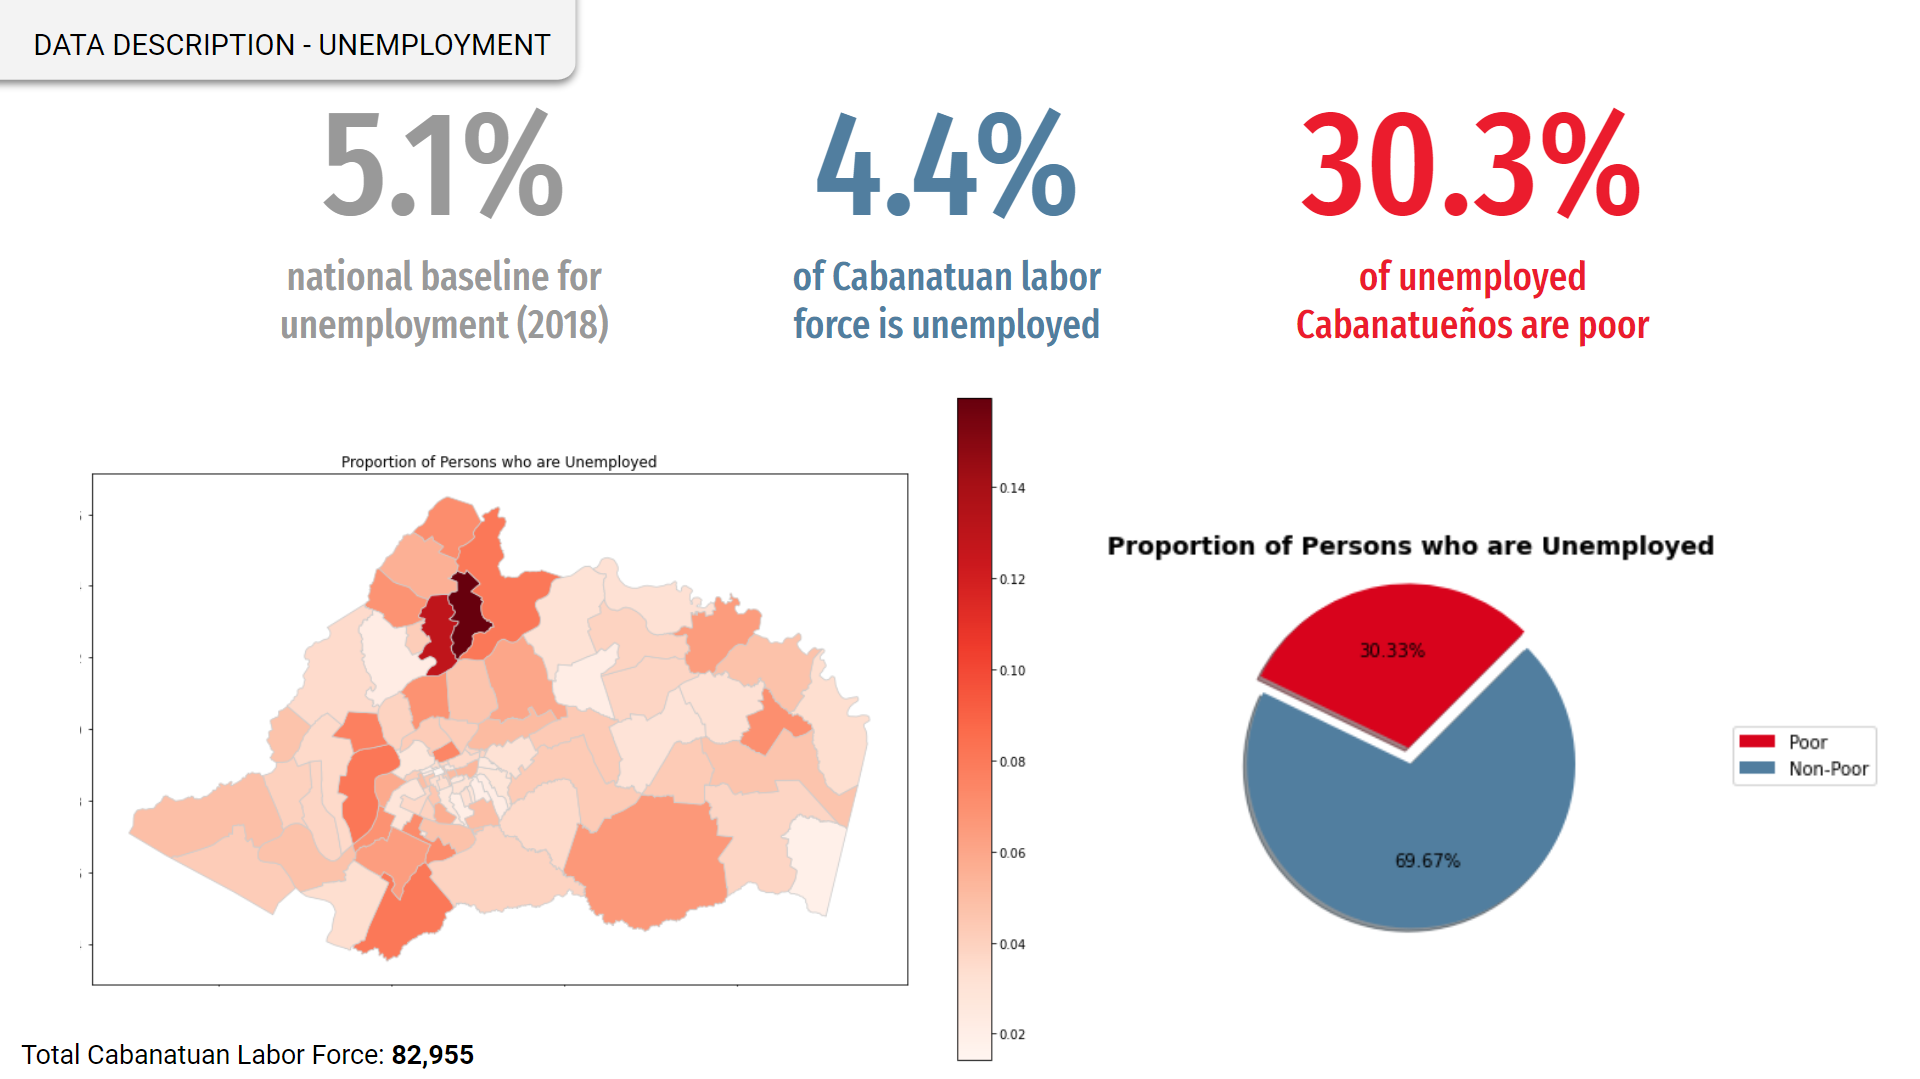 DATA DESCRIPTION - UNEMPLOYMENT
5.1%
national baseline for
unemployment (2018)
4.4%
of Cabanatuan labor
force is unemployed
30.3%
of unemployed
Cabanatueños are poor
Proportion of Persons who are Unemployed
0.14
0.12
0.10
0.08
0.06
0.04
0.02
Proportion of Persons who are Unemployed
30.33%
69.67%
Poor
Non-Poor
Total Cabanatuan Labor Force: 82,955